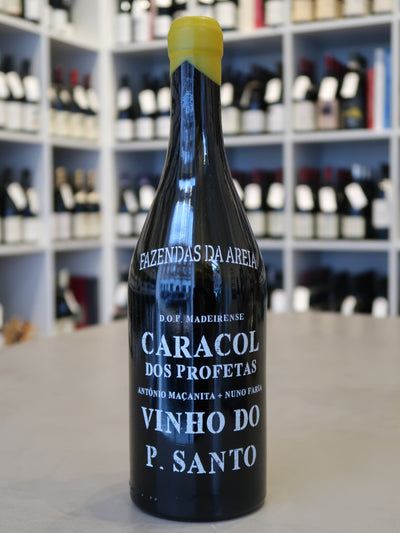 FAZENDAS DA AREIA
D.O.P. MADEIRENSE
CARACOL
DOS PROFETAS
ANTÓNIO MAÇANITA + NUNO FARIA
VINHO DO
P. SANTO